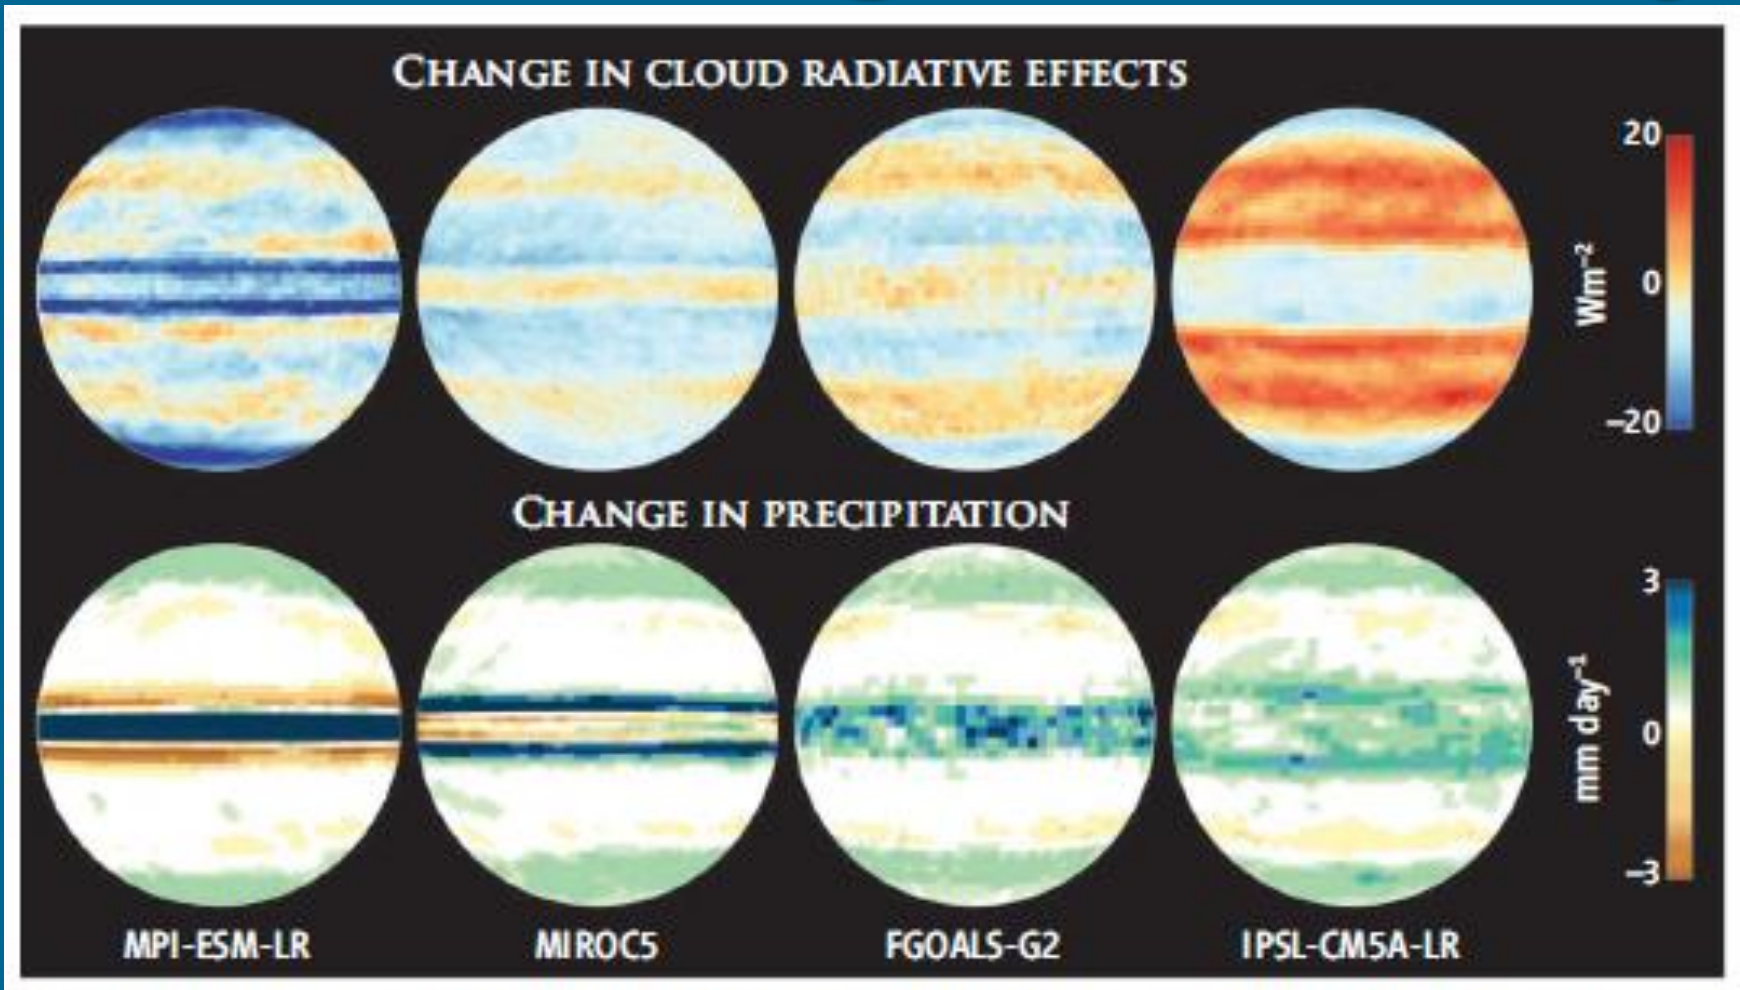 CHANGE IN CLOUD RADIATIVE EFFECTS
20
0
−20
Wm−2
CHANGE IN PRECIPITATION
3
0
−3
mm day−1
MPI-ESM-LR
MIROC5
FGOALS-G2
IPSL-CM5A-LR